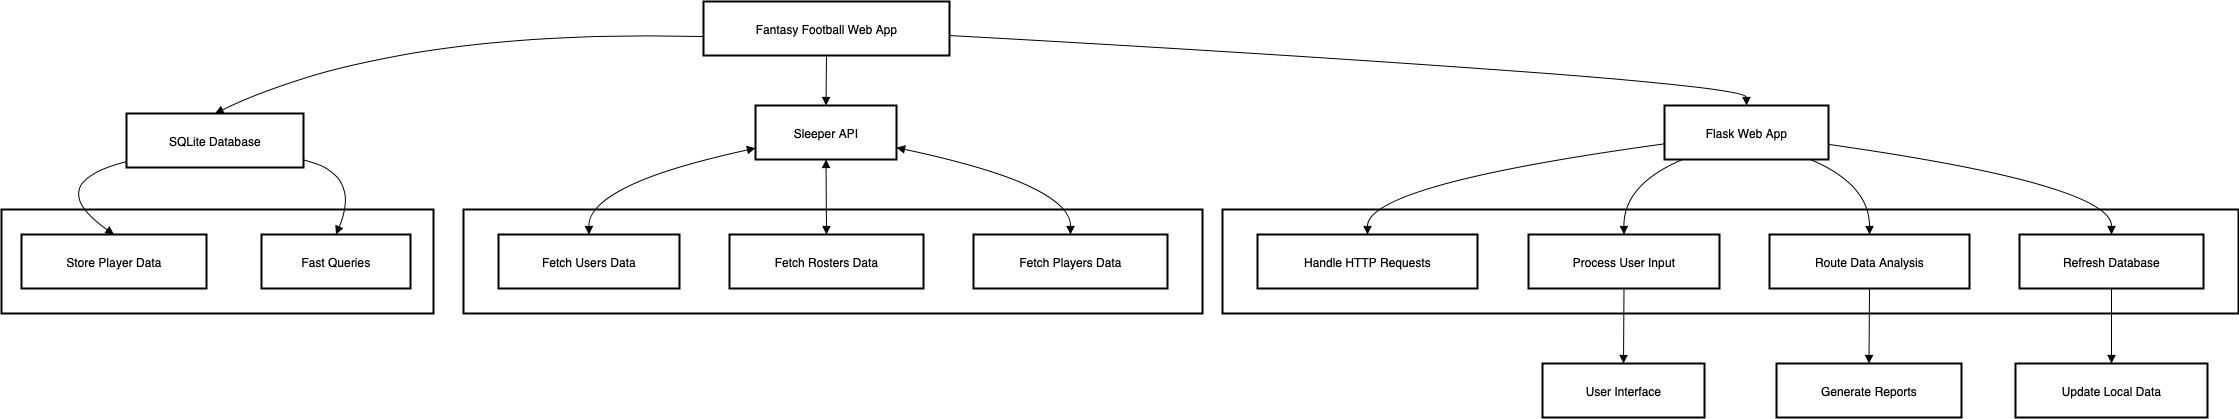 Fantasy Football Web App
SQLite Database
Sleeper API
Flask Web App
Store Player Data
Fast Queries
Fetch Users Data
Fetch Rosters Data
Fetch Players Data
Handle HTTP Requests
Process User Input
Route Data Analysis
Refresh Database
User Interface
Generate Reports
Update Local Data